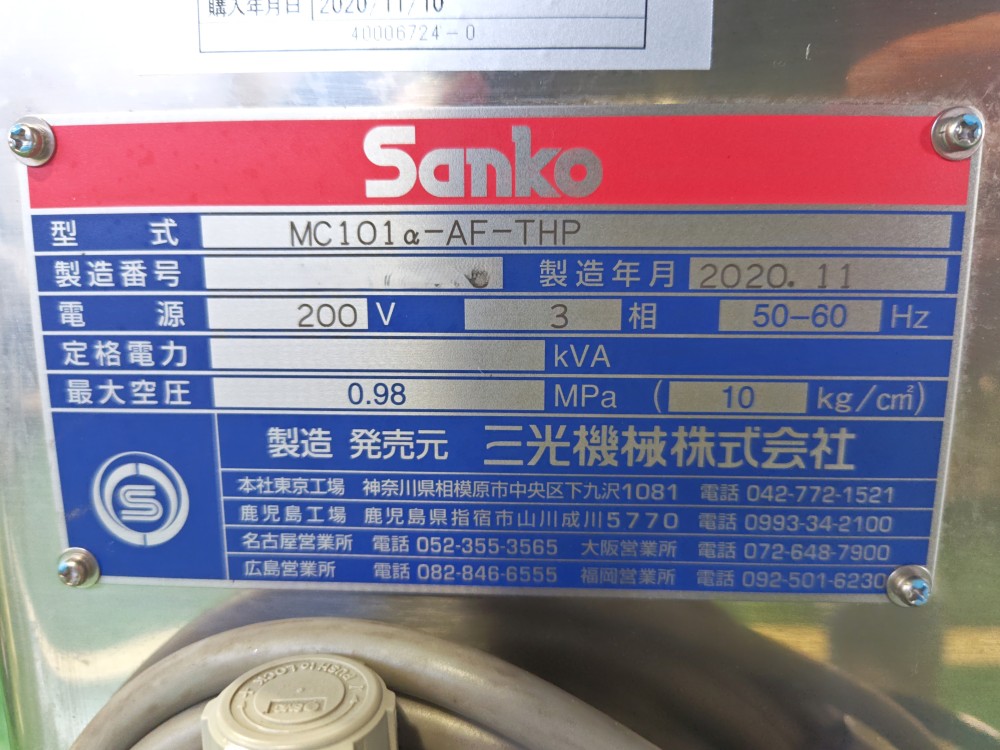 購入年月日 2020/11/10
40006724-0
Sanko
型式 MC101α-AF-THP
製造番号 製造年月 2020.11
電源 200 V 3 相 50-60 Hz
定格電力 kVA
最大空圧 0.98 MPa ( 10 kg/c㎡)
製造 発売元 三光機械株式会社
本社東京工場 神奈川県相模原市中央区下九沢1081 電話 042-772-1521
鹿児島工場 鹿児島県指宿市山川成川5770 電話 0993-34-2100
名古屋営業所 電話 052-355-3565 大阪営業所 電話 072-648-7900
広島営業所 電話 082-846-6555 福岡営業所 電話 092-501-6230
S
PUSH TO LOCK